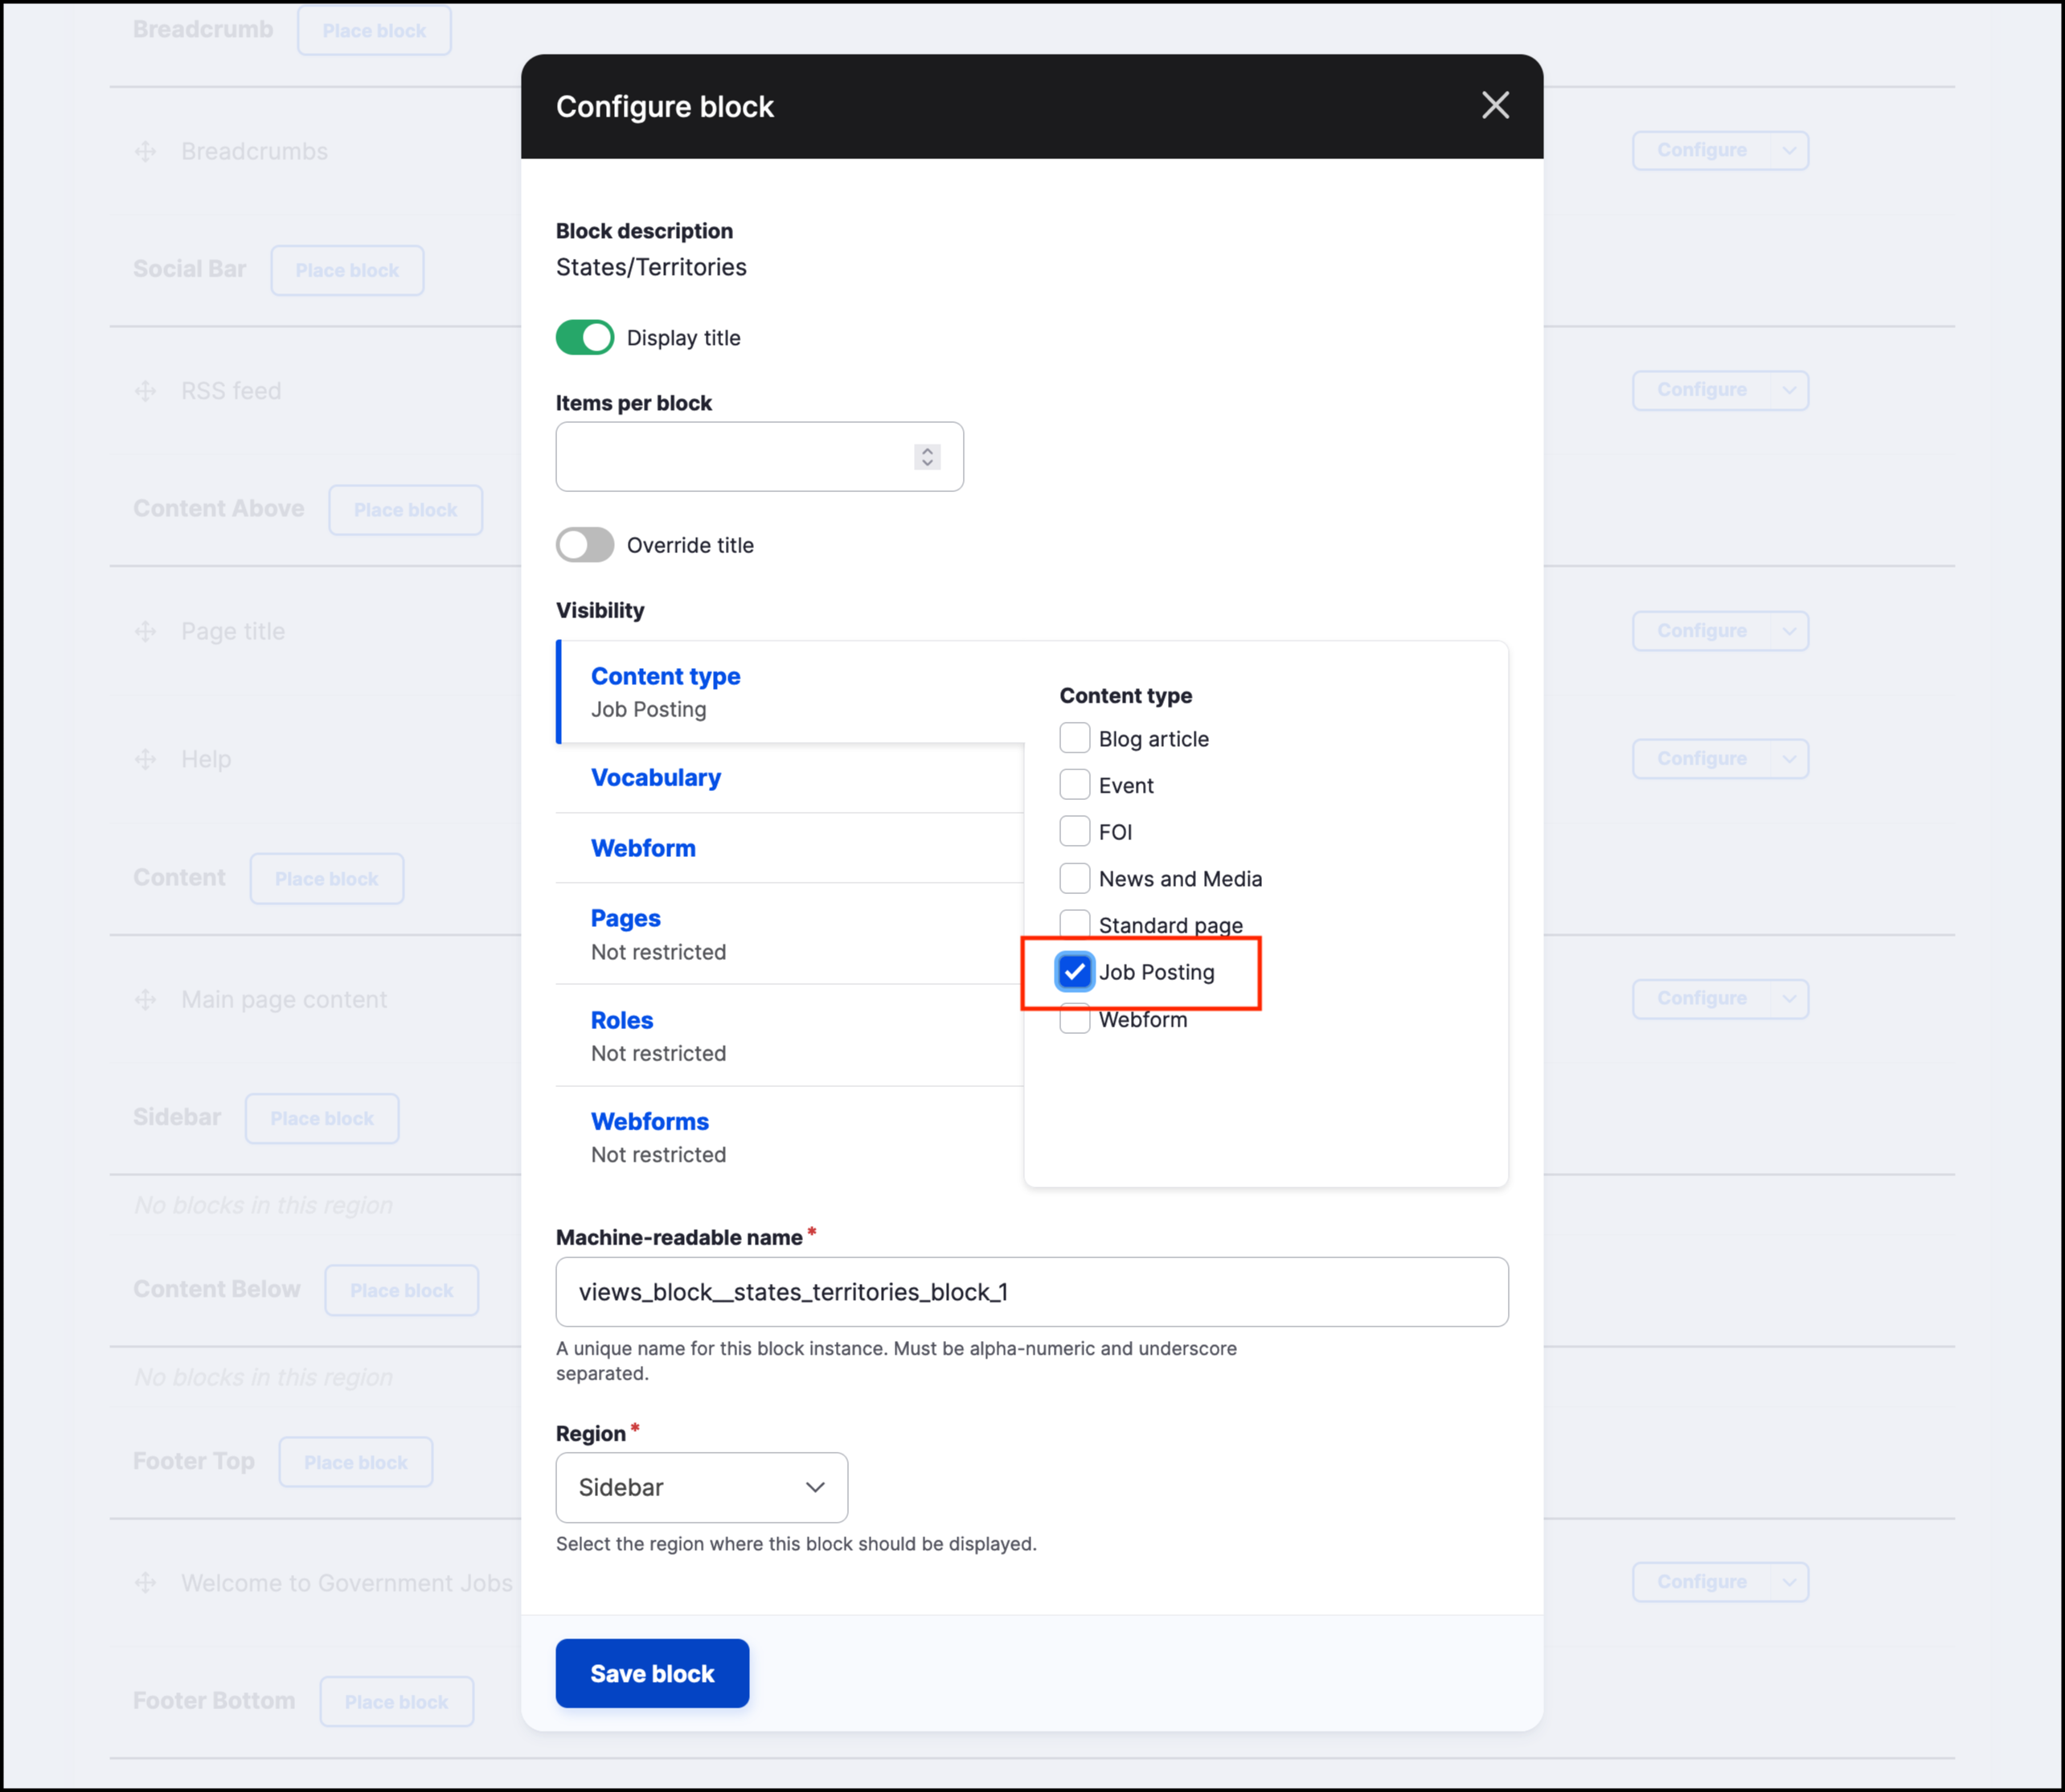 Breadcrumb Place block
Configure block
Breadcrumbs Configure
Block description
States/Territories
Social Bar Place block
Display title
RSS feed Configure
Items per block
Content Above Place block
Override title
Visibility
Page title Configure
Content type
Job Posting
Content type
Blog article
Help Configure
Vocabulary
Event
FOI
Webform
News and Media
Content Place block
Pages
Not restricted
Standard page
Job Posting
Main page content Configure
Roles
Not restricted
Webform
Sidebar Place block
Webforms
Not restricted
No blocks in this region
Machine-readable name *
views_block__states_territories_block_1
Content Below Place block
A unique name for this block instance. Must be alpha-numeric and underscore
separated.
No blocks in this region
Region *
Footer Top Place block
Sidebar
Select the region where this block should be displayed.
Welcome to Government Jobs Configure
Save block
Footer Bottom Place block